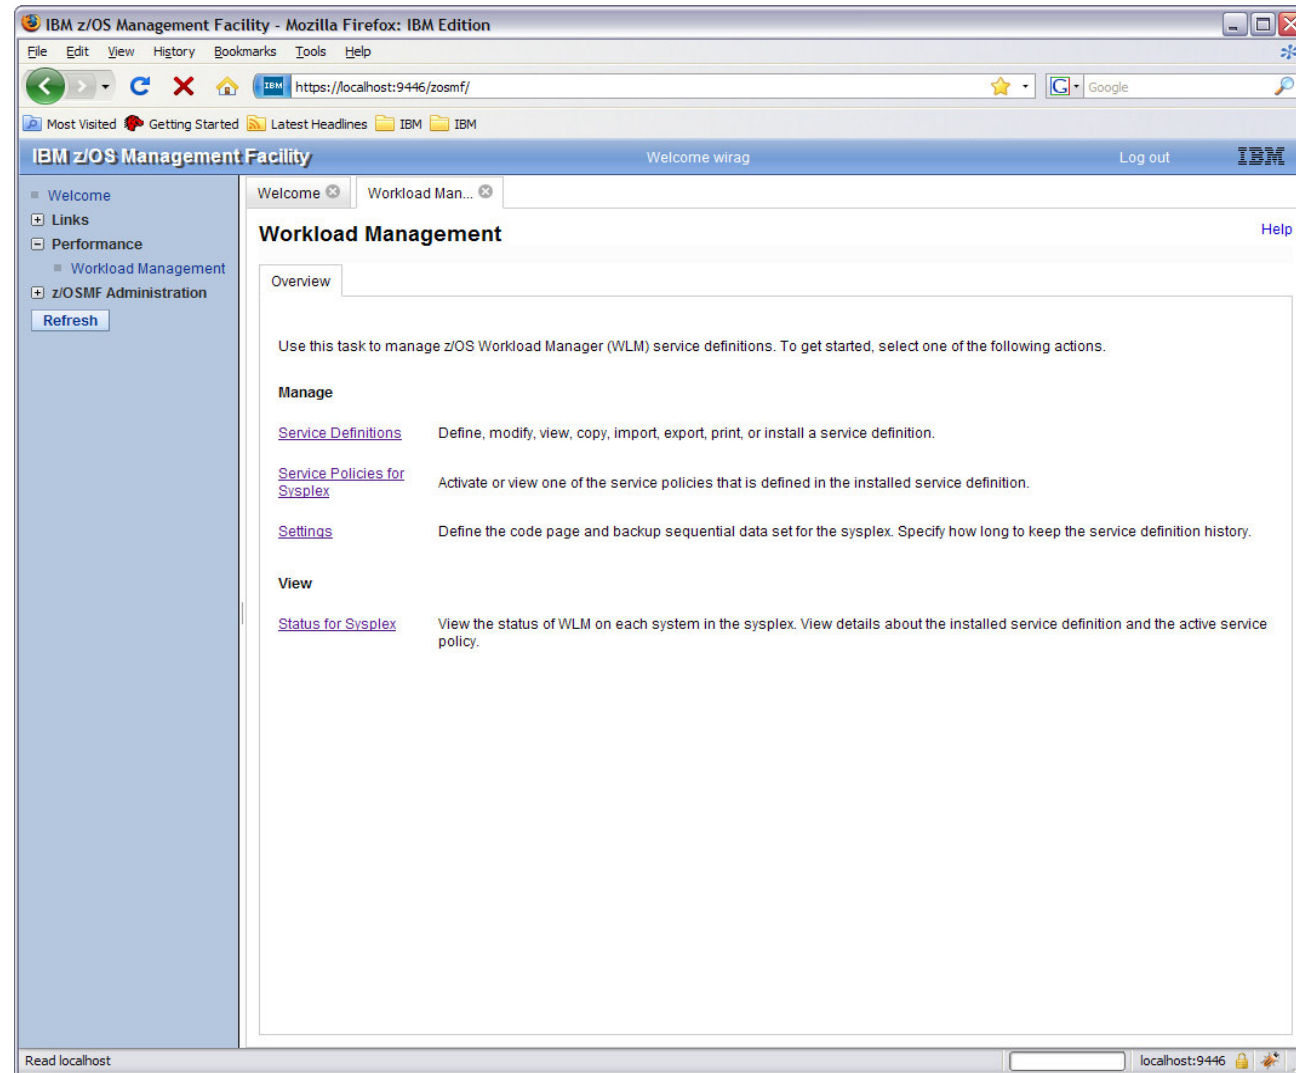 IBM z/OS Management Facility - Mozilla Firefox: IBM Edition
File Edit View History Bookmarks Tools Help
IBM https://localhost:9446/zosmf/ G Google
Most Visited Getting Started Latest Headlines IBM IBM
IBM z/OS Management Facility Welcome wirag Log out IBM
Welcome
Links
Performance
Workload Management
z/OSMF Administration
Refresh
Welcome Workload Man...
Workload Management Help
Overview
Use this task to manage z/OS Workload Manager (WLM) service definitions. To get started, select one of the following actions.
Manage
Service Definitions Define, modify, view, copy, import, export, print, or install a service definition.
Service Policies for
Sysplex Activate or view one of the service policies that is defined in the installed service definition.
Settings Define the code page and backup sequential data set for the sysplex. Specify how long to keep the service definition history.
View
Status for Sysplex View the status of WLM on each system in the sysplex. View details about the installed service definition and the active service
policy.
Read localhost localhost:9446